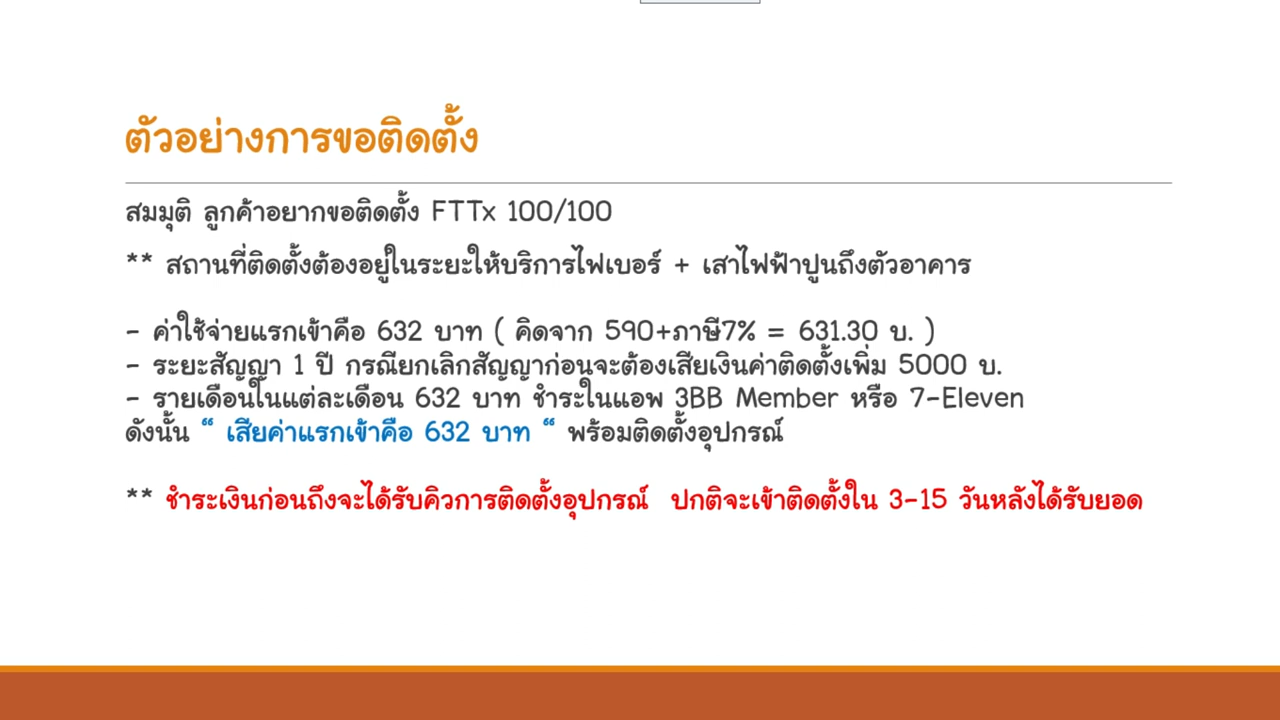 ตัวอย่างการขอติดตั้ง
สมมุติ ลูกค้าอยากขอติดตั้ง FTTx 100/100
** สถานที่ติดตั้งต้องอยู่ในระยะให้บริการไฟเบอร์ + เสาไฟฟ้าปูนถึงตัวอาคาร
- ค่าใช้จ่ายแรกเข้าคือ 632 บาท ( คิดจาก 590+ภาษี7% = 631.30 บ. )
- ระยะสัญญา 1 ปี กรณียกเลิกสัญญาก่อนจะต้องเสียเงินค่าติดตั้งเพิ่ม 5000 บ.
- รายเดือนในแต่ละเดือน 632 บาท ชำระในแอพ 3BB Member หรือ 7-Eleven
ดังนั้น “ เสียค่าแรกเข้าคือ 632 บาท “ พร้อมติดตั้งอุปกรณ์
** ชำระเงินก่อนถึงจะได้รับคิวการติดตั้งอุปกรณ์  ปกติจะเข้าติดตั้งใน 3-15 วันหลังได้รับยอด